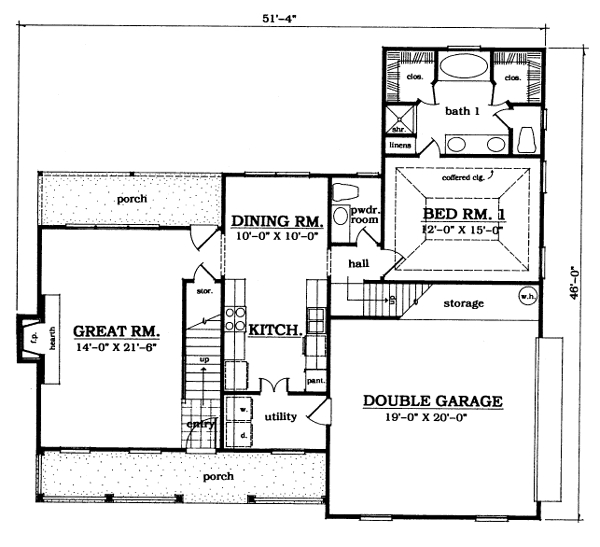 51'-4"
clos.
clos.
bath 1
shr.
linens
coffered clg.
porch
pwdr.
room
DINING RM.
10'-0" X 10'-0"
BED RM. 1
12'-0" X 15'-0"
hall
46'-0"
stor.
up
storage
w.h.
f.p.
hearth
GREAT RM.
14'-0" X 21'-6"
KITCH.
up
pant.
DOUBLE GARAGE
19'-0" X 20'-0"
w.
d.
utility
entry
porch